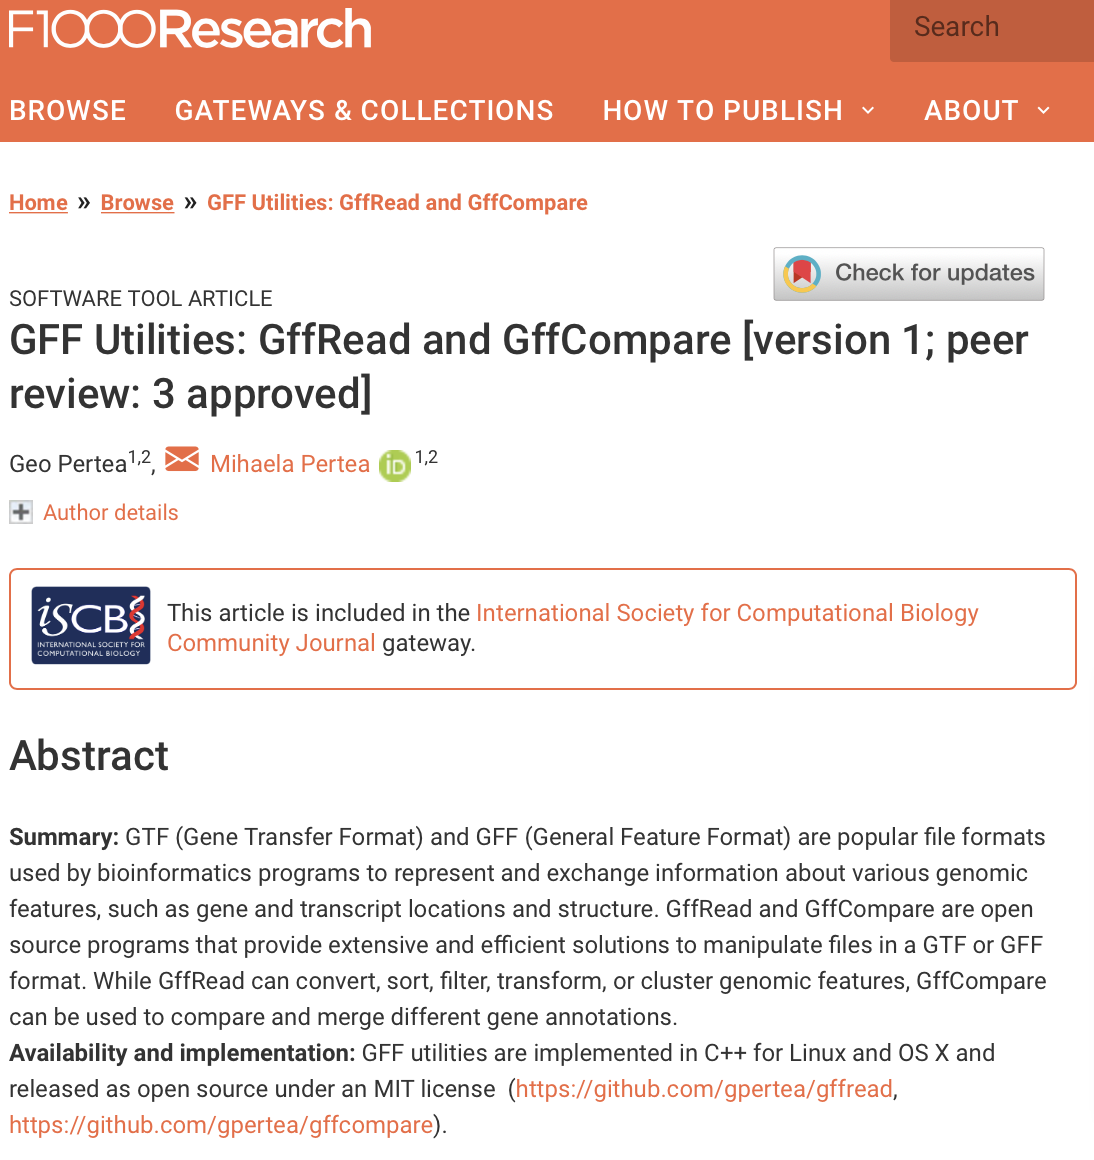 F1000Research
Search
BROWSE GATEWAYS & COLLECTIONS HOW TO PUBLISH ABOUT
Home » Browse » GFF Utilities: GffRead and GffCompare
Check for updates
SOFTWARE TOOL ARTICLE
GFF Utilities: GffRead and GffCompare [version 1; peer
review: 3 approved]
Geo Pertea1,2, Mihaela Pertea iD 1,2
Author details
iSCB
INTERNATIONAL SOCIETY FOR
COMPUTATIONAL BIOLOGY
This article is included in the International Society for Computational Biology
Community Journal gateway.
Abstract
Summary: GTF (Gene Transfer Format) and GFF (General Feature Format) are popular file formats
used by bioinformatics programs to represent and exchange information about various genomic
features, such as gene and transcript locations and structure. GffRead and GffCompare are open
source programs that provide extensive and efficient solutions to manipulate files in a GTF or GFF
format. While GffRead can convert, sort, filter, transform, or cluster genomic features, GffCompare
can be used to compare and merge different gene annotations.
Availability and implementation: GFF utilities are implemented in C++ for Linux and OS X and
released as open source under an MIT license (https://github.com/gpertea/gffread,
https://github.com/gpertea/gffcompare).